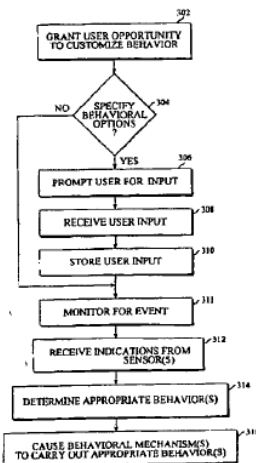 302
GRANT USER OPPORTUNITY
TO CUSTOMIZE BEHAVIOR
304
NO
SPECIFY
BEHAVIORAL
OPTIONS
?
YES
306
PROMPT USER FOR INPUT
308
RECEIVE USER INPUT
310
STORE USER INPUT
311
MONITOR FOR EVENT
312
RECEIVE INDICATIONS FROM
SENSOR(S)
314
DETERMINE APPROPRIATE BEHAVIOR(S)
CAUSE BEHAVIORAL MECHANISM(S)
TO CARRY OUT APPROPRIATE BEHAVIOR(S)